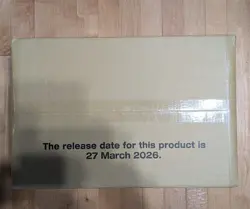 The release date for this product is
27 March 2026.